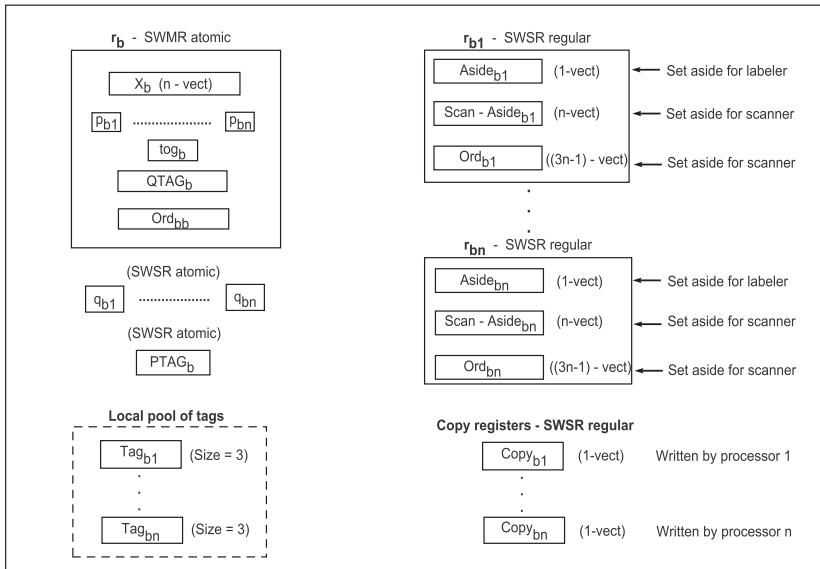 r_b - SWMR atomic
X_b (n - vect)
p_b1 .................... p_bn
tog_b
QTAG_b
Ord_bb
(SWSR atomic)
q_b1 .................. q_bn
(SWSR atomic)
PTAG_b
Local pool of tags
Tag_b1 (Size = 3)
.
.
.
Tag_bn (Size = 3)
r_b1 - SWSR regular
Aside_b1 (1-vect) Set aside for labeler
Scan - Aside_b1 (n-vect) Set aside for scanner
Ord_b1 ((3n-1) - vect) Set aside for scanner
.
.
.
r_bn - SWSR regular
Aside_bn (1-vect) Set aside for labeler
Scan - Aside_bn (n-vect) Set aside for scanner
Ord_bn ((3n-1) - vect) Set aside for scanner
Copy registers - SWSR regular
Copy_b1 (1-vect) Written by processor 1
.
.
.
Copy_bn (1-vect) Written by processor n